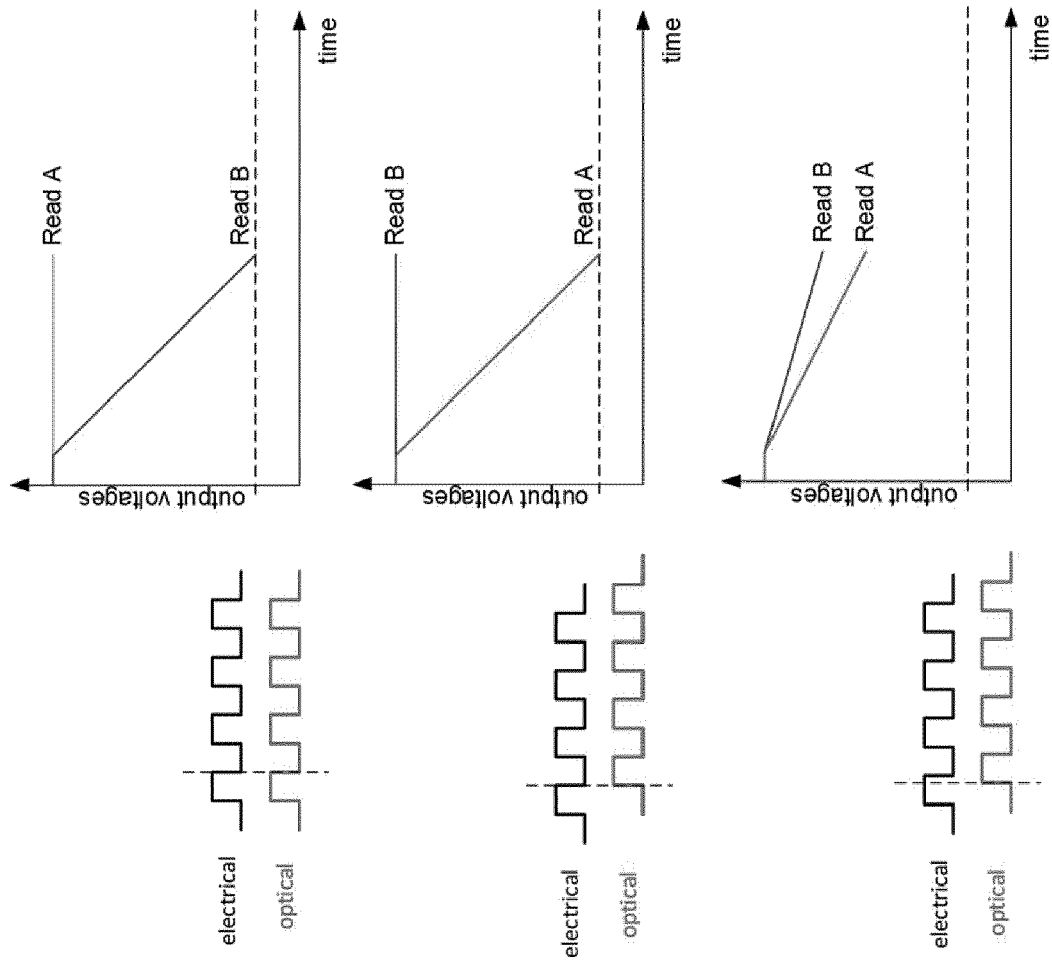 Read A
Read B
output voltages
time
electrical
optical
Read B
Read A
output voltages
time
electrical
optical
Read B
Read A
output voltages
time
electrical
optical